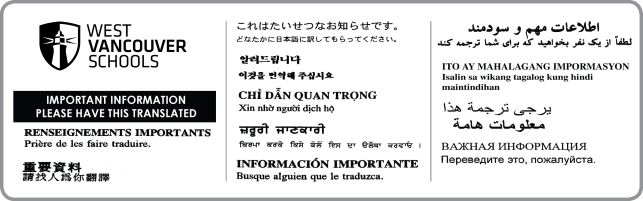 WEST
VANCOUVER
SCHOOLS
IMPORTANT INFORMATION
PLEASE HAVE THIS TRANSLATED
RENSEIGNEMENTS IMPORTANTS
Prière de les faire traduire.
重要資料
請找人為你翻譯
これはたいせつなお知らせです。
どなたかに日本語に訳してもらってください。
알려드립니다
이것을 번역해 주십시요
CHỈ DẪN QUAN TRỌNG
Xin nhờ người dịch hộ
ਜ਼ਰੂਰੀ ਜਾਣਕਾਰੀ
ਕਿਰਪਾ ਕਰਕੇ ਕਿਸੇ ਕੋਲੋਂ ਇਸ ਦਾ ਉਲੱਥਾ ਕਰਵਾਓ ।
INFORMACIÓN IMPORTANTE
Busque alguien que le traduzca.
اطلاعات مهم و سودمند
لطفاً از یک نفر بخواهید که برای شما ترجمه کند
ITO AY MAHALAGANG IMPORMASYON
Isalin sa wikang tagalog kung hindi
maintindihan
يرجى ترجمة هذا
معلومات هامة
ВАЖНАЯ ИНФОРМАЦИЯ
Переведите это, пожалуйста.